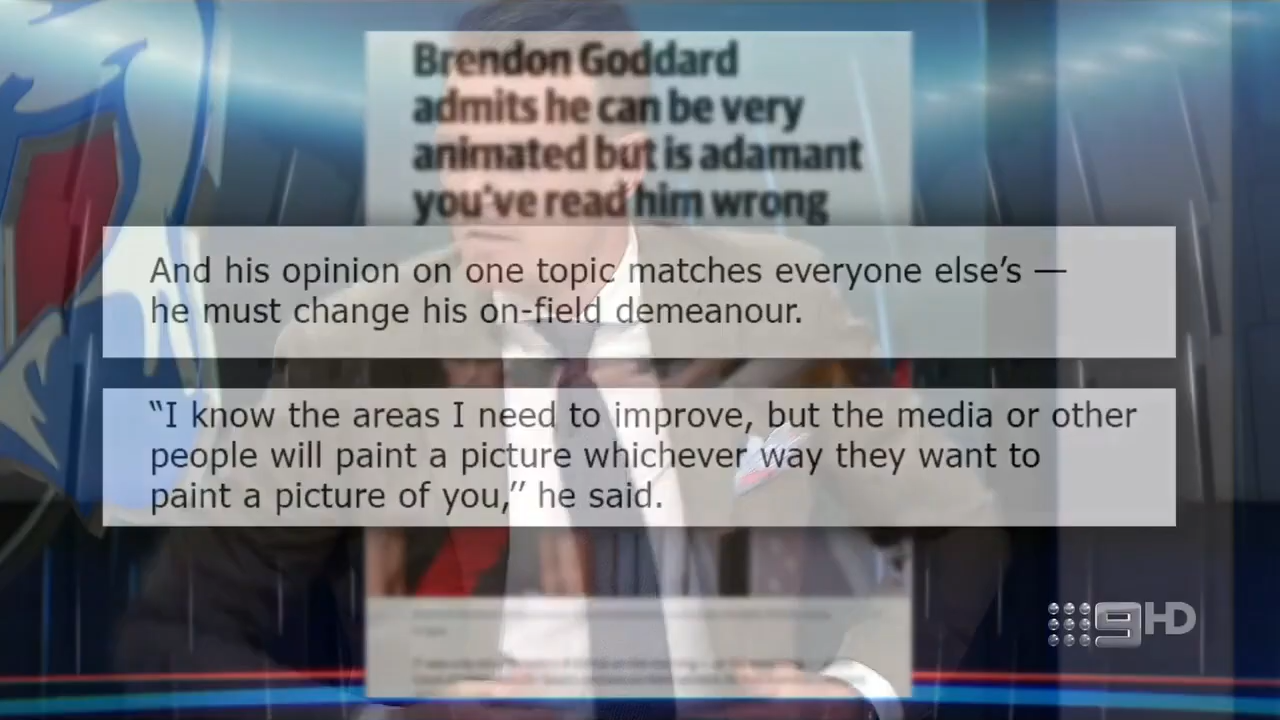 Brendon Goddard
admits he can be very
animated but is adamant
you've read him wrong
And his opinion on one topic matches everyone else's —
he must change his on-field demeanour.
“I know the areas I need to improve, but the media or other
people will paint a picture whichever way they want to
paint a picture of you,” he said.
9HD